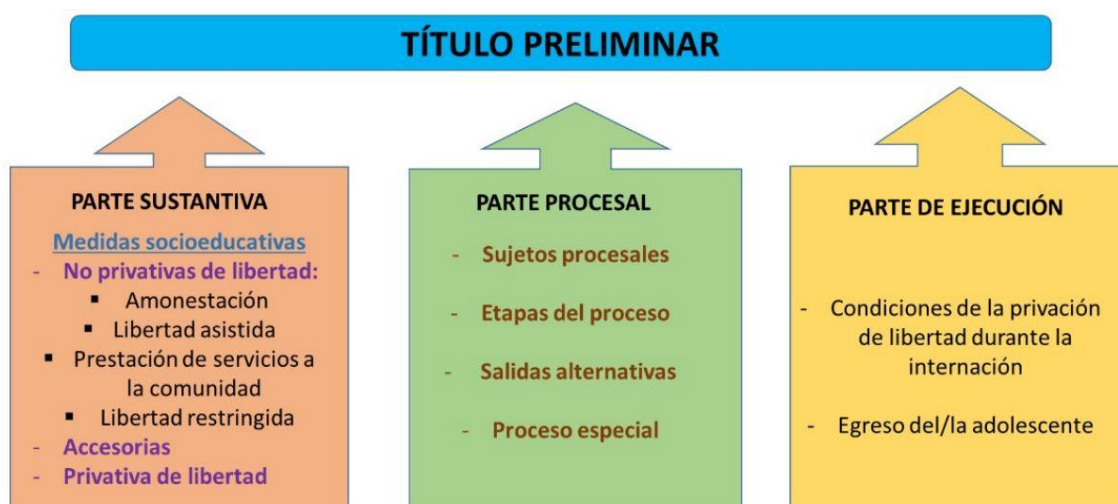 TÍTULO PRELIMINAR
PARTE SUSTANTIVA
Medidas socioeducativas
- No privativas de libertad:
▪ Amonestación
▪ Libertad asistida
▪ Prestación de servicios a
la comunidad
▪ Libertad restringida
- Accesorias
- Privativa de libertad
PARTE PROCESAL
- Sujetos procesales
- Etapas del proceso
- Salidas alternativas
- Proceso especial
PARTE DE EJECUCIÓN
- Condiciones de la privación
de libertad durante la
internación
- Egreso del/la adolescente